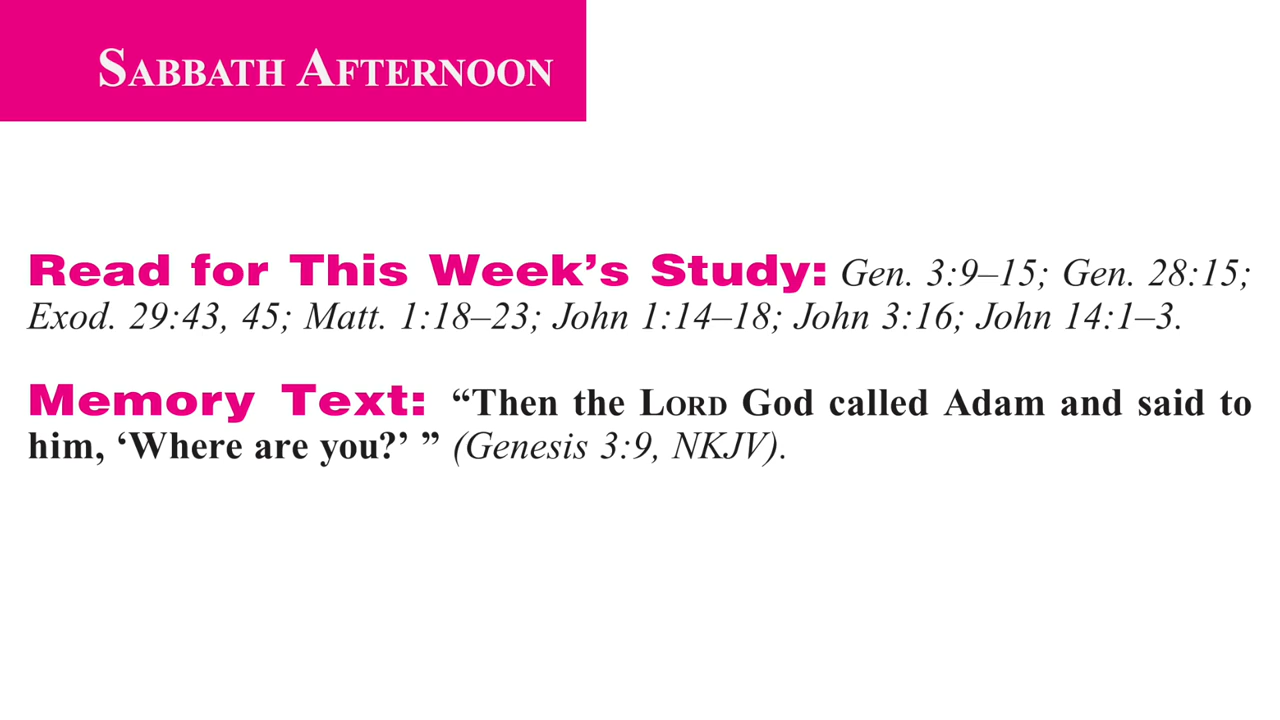 SABBATH AFTERNOON
Read for This Week’s Study: Gen. 3:9–15; Gen. 28:15;
Exod. 29:43, 45; Matt. 1:18–23; John 1:14–18; John 3:16; John 14:1–3.
Memory Text: “Then the LORD God called Adam and said to
him, ‘Where are you?’ ” (Genesis 3:9, NKJV).